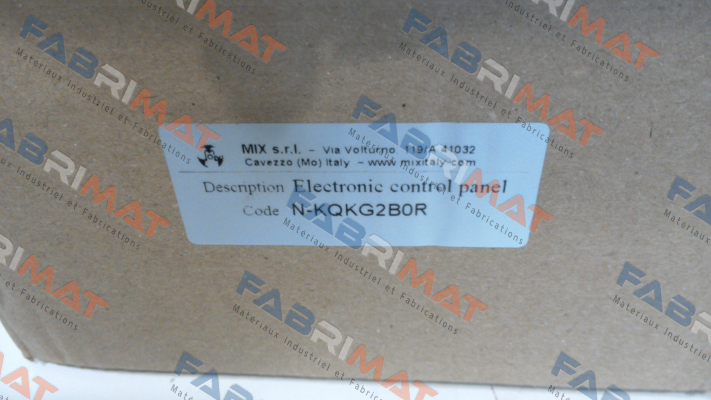 MIX s.r.l. - Via Volturno 119/A 41032
Cavezzo (Mo) Italy - www.mixitaly.com
Description Electronic control panel
Code N-KQKG2B0R
FABRIMAT
Materiaux Industriel et Fabrications